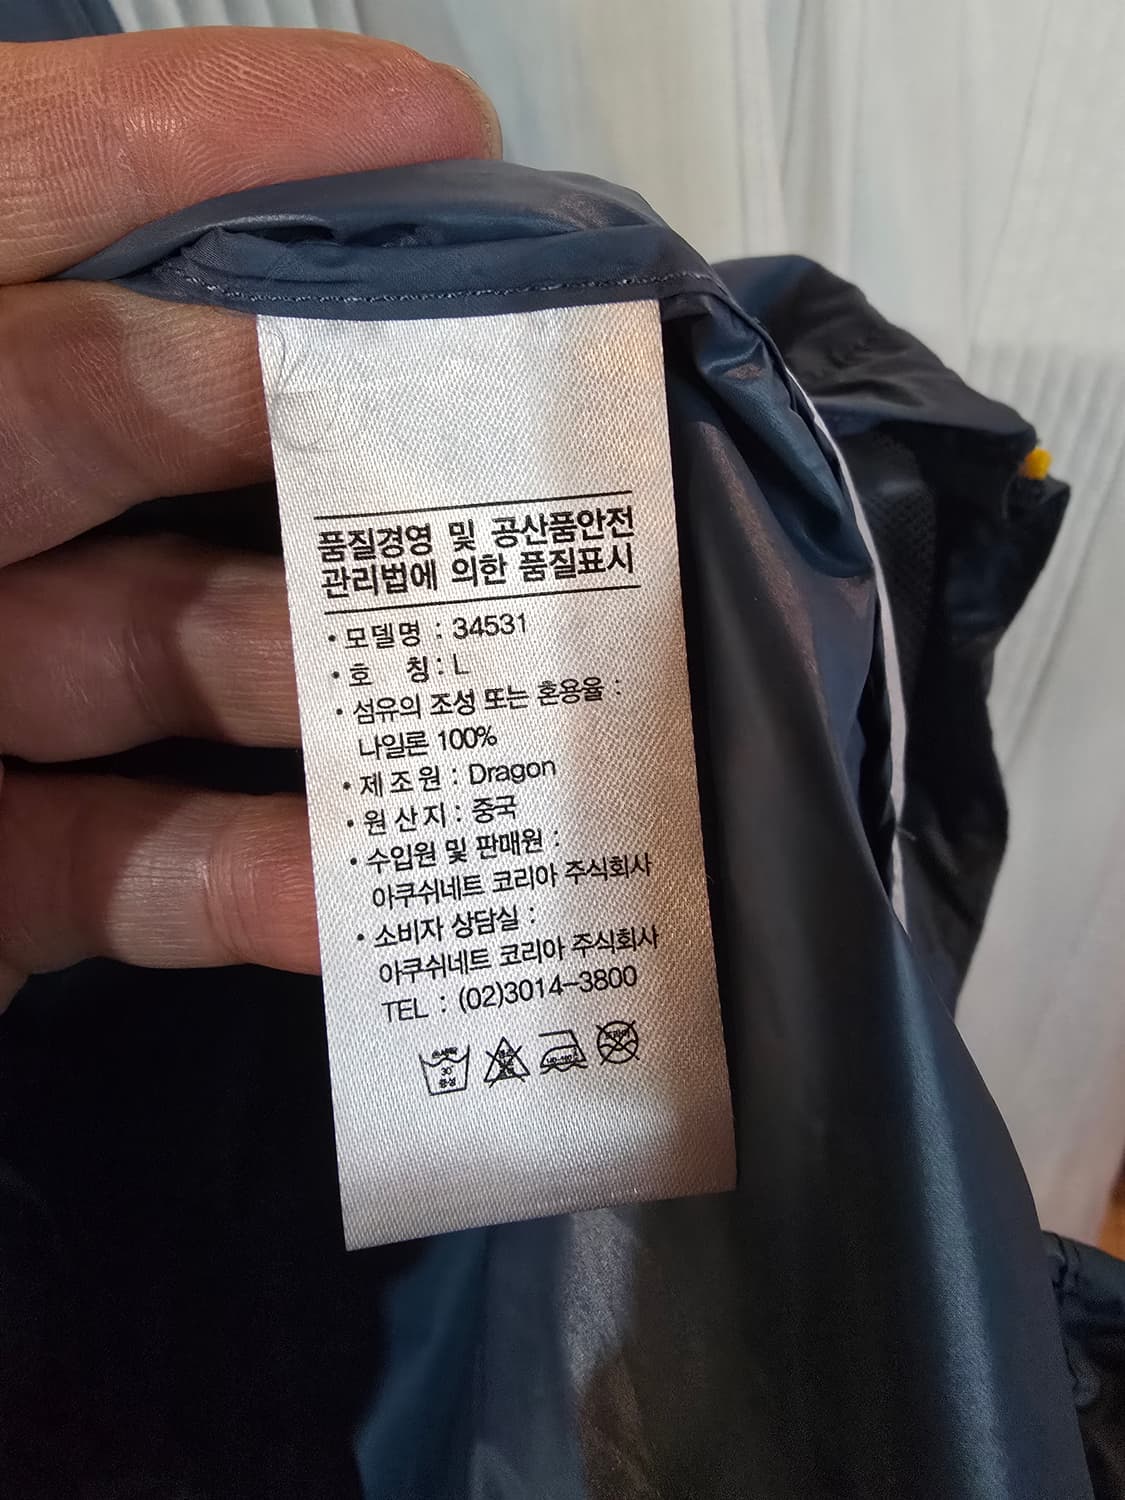 품질경영 및 공산품안전
관리법에 의한 품질표시
• 모델명 : 34531
• 호 칭 : L
• 섬유의 조성 또는 혼용율 :
나일론 100%
• 제조원 : Dragon
• 원산지 : 중국
• 수입원 및 판매원 :
아쿠쉬네트 코리아 주식회사
• 소비자 상담실 :
아쿠쉬네트 코리아 주식회사
TEL : (02)3014-3800
30
중성